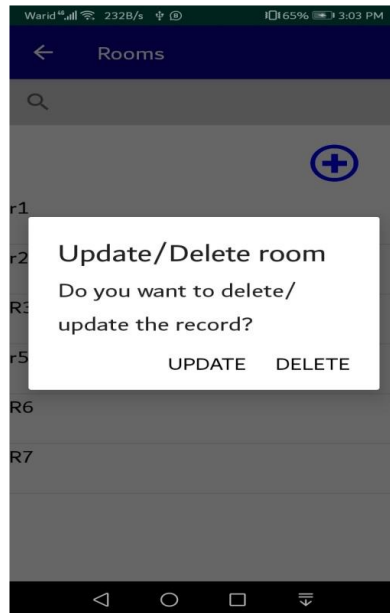 Warid 4G 232B/s 65% 3:03 PM
Rooms
r1
r2
R3
r5
R6
R7
Update/Delete room
Do you want to delete/
update the record?
UPDATE DELETE